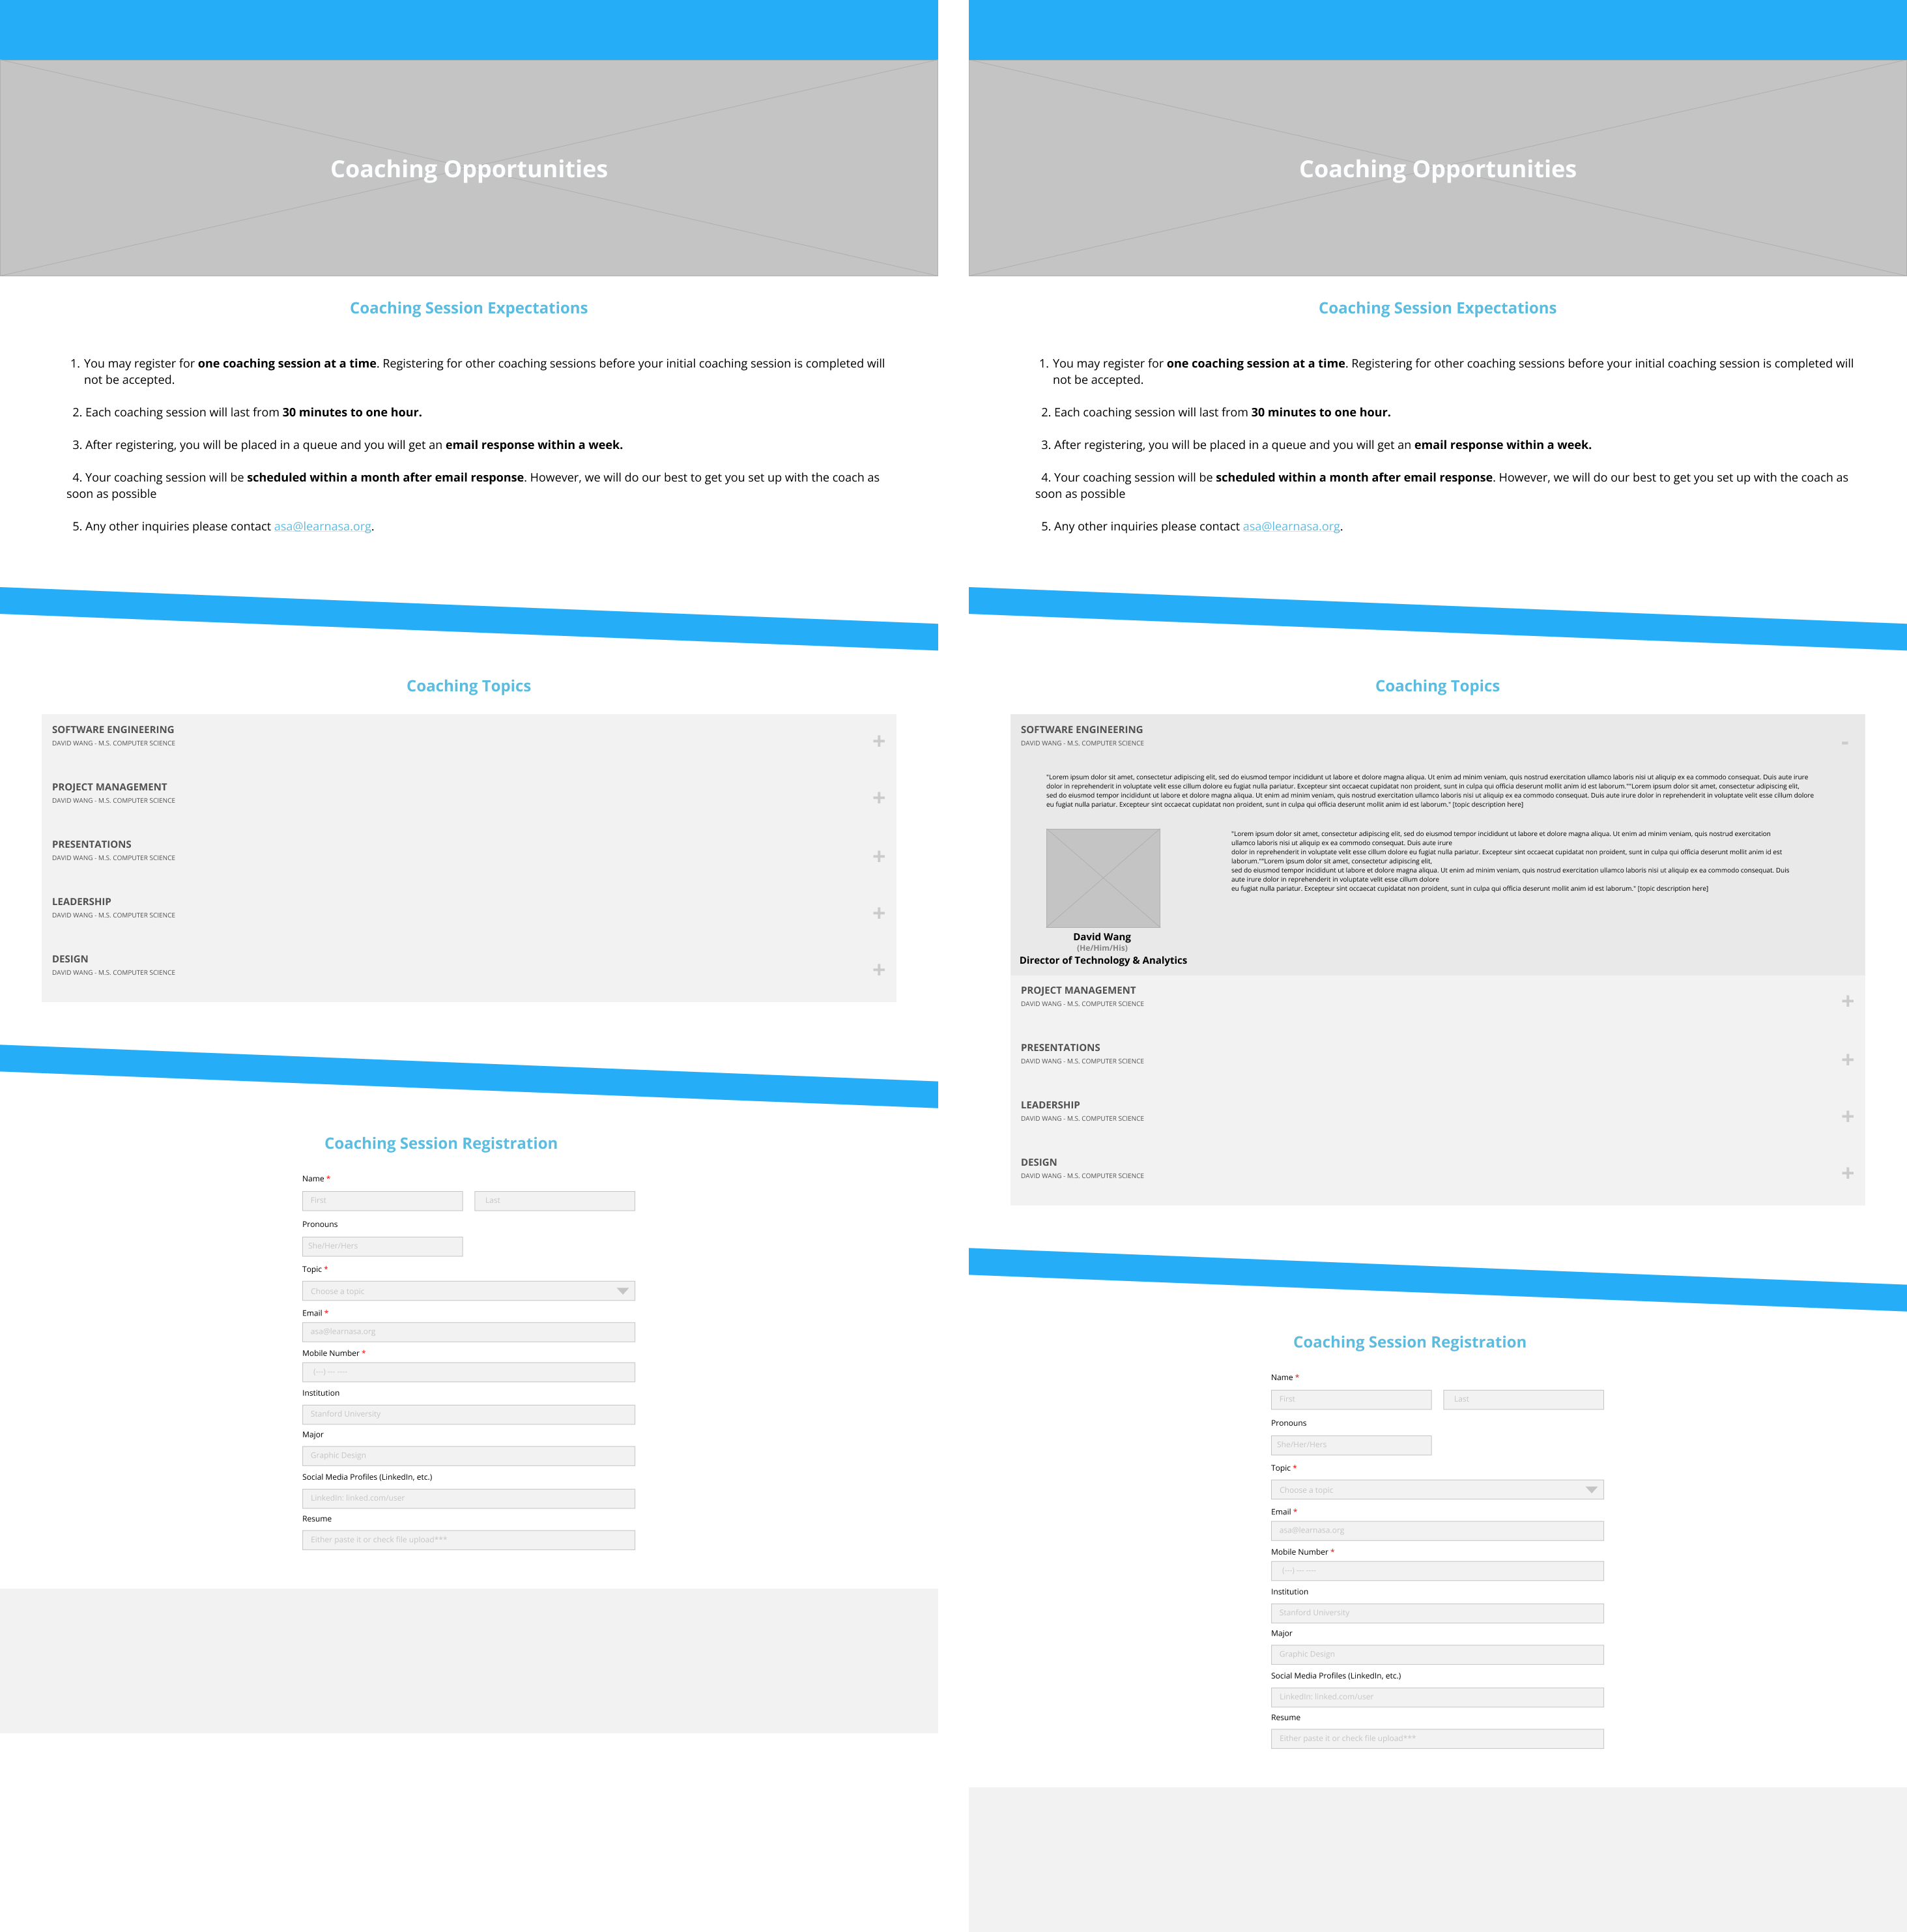 Coaching Opportunities
Coaching Session Expectations
1. You may register for one coaching session at a time. Registering for other coaching sessions before your initial coaching session is completed will
not be accepted.
2. Each coaching session will last from 30 minutes to one hour.
3. After registering, you will be placed in a queue and you will get an email response within a week.
4. Your coaching session will be scheduled within a month after email response. However, we will do our best to get you set up with the coach as
soon as possible
5. Any other inquiries please contact asa@learnasa.org.
Coaching Topics
SOFTWARE ENGINEERING
DAVID WANG - M.S. COMPUTER SCIENCE
+
PROJECT MANAGEMENT
DAVID WANG - M.S. COMPUTER SCIENCE
+
PRESENTATIONS
DAVID WANG - M.S. COMPUTER SCIENCE
+
LEADERSHIP
DAVID WANG - M.S. COMPUTER SCIENCE
+
DESIGN
DAVID WANG - M.S. COMPUTER SCIENCE
+
Coaching Session Registration
Name *
First Last
Pronouns
She/Her/Hers
Topic *
Choose a topic
Email *
asa@learnasa.org
Mobile Number *
(---) --- ----
Institution
Stanford University
Major
Graphic Design
Social Media Profiles (LinkedIn, etc.)
LinkedIn: linked.com/user
Resume
Either paste it or check file upload***
Coaching Opportunities
Coaching Session Expectations
1. You may register for one coaching session at a time. Registering for other coaching sessions before your initial coaching session is completed will
not be accepted.
2. Each coaching session will last from 30 minutes to one hour.
3. After registering, you will be placed in a queue and you will get an email response within a week.
4. Your coaching session will be scheduled within a month after email response. However, we will do our best to get you set up with the coach as
soon as possible
5. Any other inquiries please contact asa@learnasa.org.
Coaching Topics
SOFTWARE ENGINEERING
DAVID WANG - M.S. COMPUTER SCIENCE
-
"Lorem ipsum dolor sit amet, consectetur adipiscing elit, sed do eiusmod tempor incididunt ut labore et dolore magna aliqua. Ut enim ad minim veniam, quis nostrud exercitation ullamco laboris nisi ut aliquip ex ea commodo consequat. Duis aute irure
dolor in reprehenderit in voluptate velit esse cillum dolore eu fugiat nulla pariatur. Excepteur sint occaecat cupidatat non proident, sunt in culpa qui officia deserunt mollit anim id est laborum.""Lorem ipsum dolor sit amet, consectetur adipiscing elit,
sed do eiusmod tempor incididunt ut labore et dolore magna aliqua. Ut enim ad minim veniam, quis nostrud exercitation ullamco laboris nisi ut aliquip ex ea commodo consequat. Duis aute irure dolor in reprehenderit in voluptate velit esse cillum dolore
eu fugiat nulla pariatur. Excepteur sint occaecat cupidatat non proident, sunt in culpa qui officia deserunt mollit anim id est laborum." [topic description here]
"Lorem ipsum dolor sit amet, consectetur adipiscing elit, sed do eiusmod tempor incididunt ut labore et dolore magna aliqua. Ut enim ad minim veniam, quis nostrud exercitation
ullamco laboris nisi ut aliquip ex ea commodo consequat. Duis aute irure
dolor in reprehenderit in voluptate velit esse cillum dolore eu fugiat nulla pariatur. Excepteur sint occaecat cupidatat non proident, sunt in culpa qui officia deserunt mollit anim id est
laborum.""Lorem ipsum dolor sit amet, consectetur adipiscing elit,
sed do eiusmod tempor incididunt ut labore et dolore magna aliqua. Ut enim ad minim veniam, quis nostrud exercitation ullamco laboris nisi ut aliquip ex ea commodo consequat. Duis
aute irure dolor in reprehenderit in voluptate velit esse cillum dolore
eu fugiat nulla pariatur. Excepteur sint occaecat cupidatat non proident, sunt in culpa qui officia deserunt mollit anim id est laborum." [topic description here]
David Wang
(He/Him/His)
Director of Technology & Analytics
PROJECT MANAGEMENT
DAVID WANG - M.S. COMPUTER SCIENCE
+
PRESENTATIONS
DAVID WANG - M.S. COMPUTER SCIENCE
+
LEADERSHIP
DAVID WANG - M.S. COMPUTER SCIENCE
+
DESIGN
DAVID WANG - M.S. COMPUTER SCIENCE
+
Coaching Session Registration
Name *
First Last
Pronouns
She/Her/Hers
Topic *
Choose a topic
Email *
asa@learnasa.org
Mobile Number *
(---) --- ----
Institution
Stanford University
Major
Graphic Design
Social Media Profiles (LinkedIn, etc.)
LinkedIn: linked.com/user
Resume
Either paste it or check file upload***